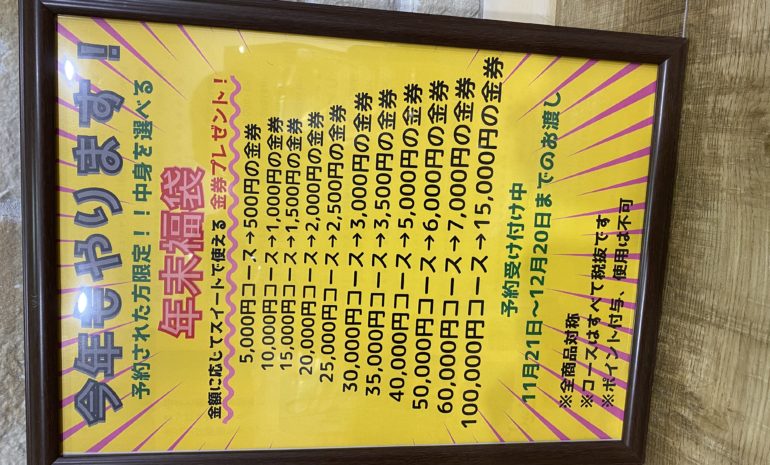 今年もやります！
予約された方限定！！中身を選べる
年末福袋
金額に応じてスイートで使える 金券プレゼント！
5,000円コース→500円の金券
10,000円コース→1,000円の金券
15,000円コース→1,500円の金券
20,000円コース→2,000円の金券
25,000円コース→2,500円の金券
30,000円コース→3,000円の金券
35,000円コース→3,500円の金券
40,000円コース→5,000円の金券
50,000円コース→6,000円の金券
60,000円コース→7,000円の金券
100,000円コース→15,000円の金券
予約受け付け中
11月21日～12月20日までのお渡し
※全商品対称
※コースはすべて税抜です
※ポイント付与、使用は不可